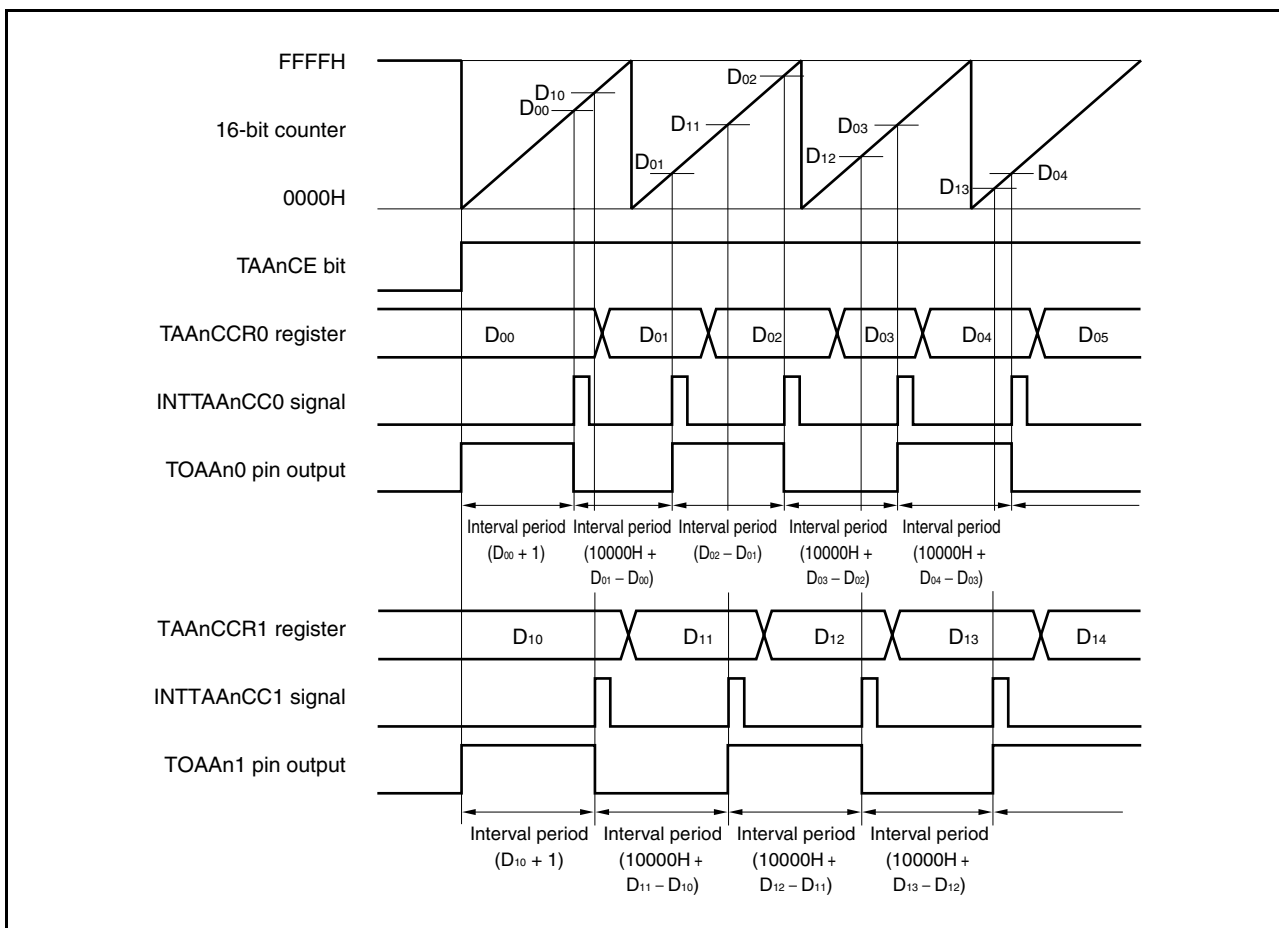 FFFFH
D10
D00
D02
16-bit counter
D11
D03
D01
D12
D04
D13
0000H
TAAnCE bit
TAAnCCR0 register
D00
D01
D02
D03
D04
D05
INTTAAnCC0 signal
TOAAn0 pin output
Interval period
(D00 + 1)
Interval period
(10000H +
D01 – D00)
Interval period
(D02 – D01)
Interval period
(10000H +
D03 – D02)
Interval period
(10000H +
D04 – D03)
TAAnCCR1 register
D10
D11
D12
D13
D14
INTTAAnCC1 signal
TOAAn1 pin output
Interval period
(D10 + 1)
Interval period
(10000H +
D11 – D10)
Interval period
(10000H +
D12 – D11)
Interval period
(10000H +
D13 – D12)